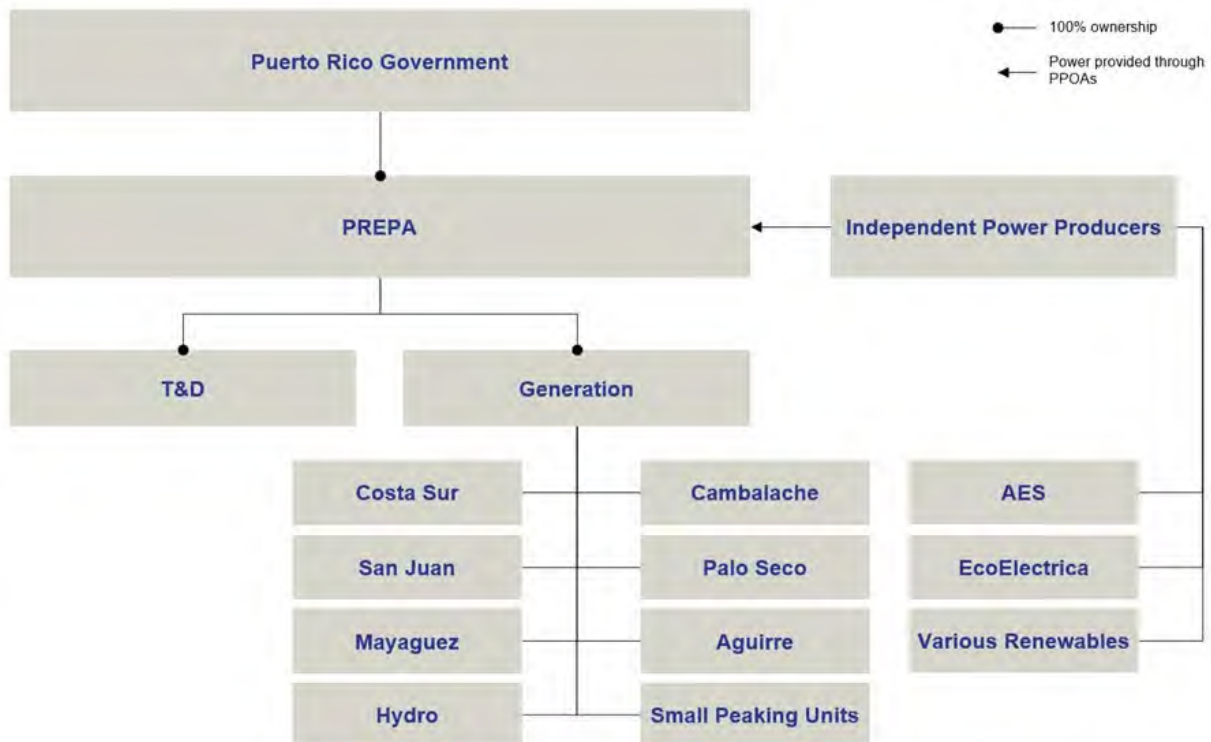 Puerto Rico Government
100% ownership
Power provided through
PPOAs
PREPA
Independent Power Producers
T&D
Generation
Costa Sur
Cambalache
AES
San Juan
Palo Seco
EcoElectrica
Mayaguez
Aguirre
Various Renewables
Hydro
Small Peaking Units